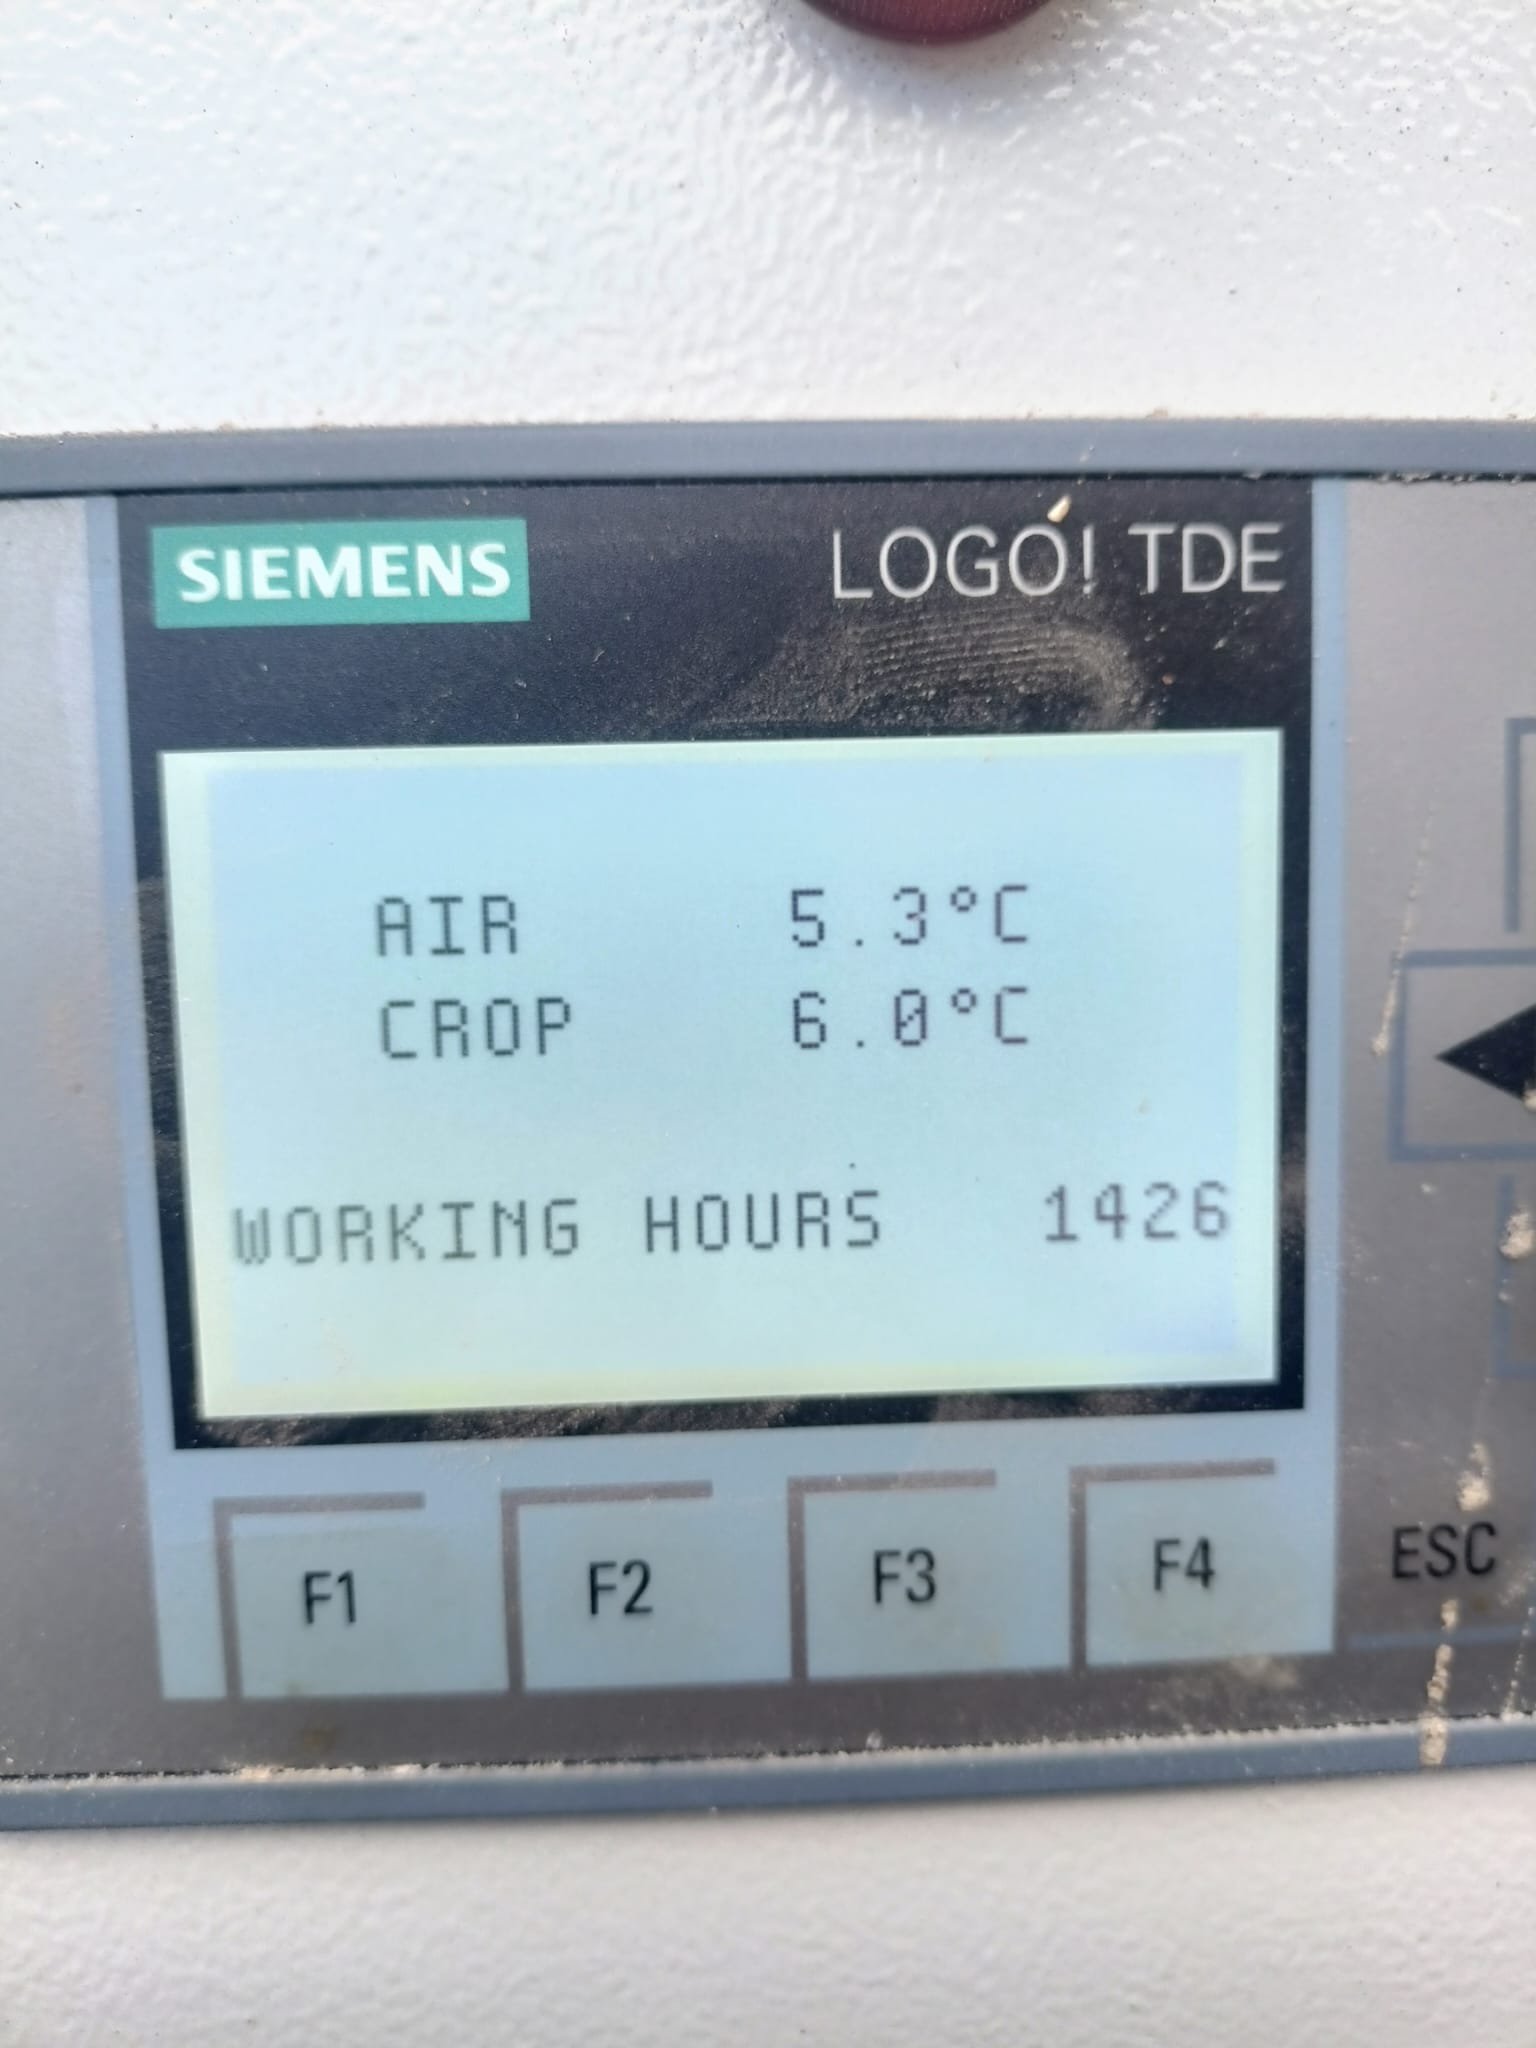 SIEMENS LOGO! TDE
AIR 5.3°C
CROP 6.0°C
WORKING HOURS 1426
F1 F2 F3 F4 ESC